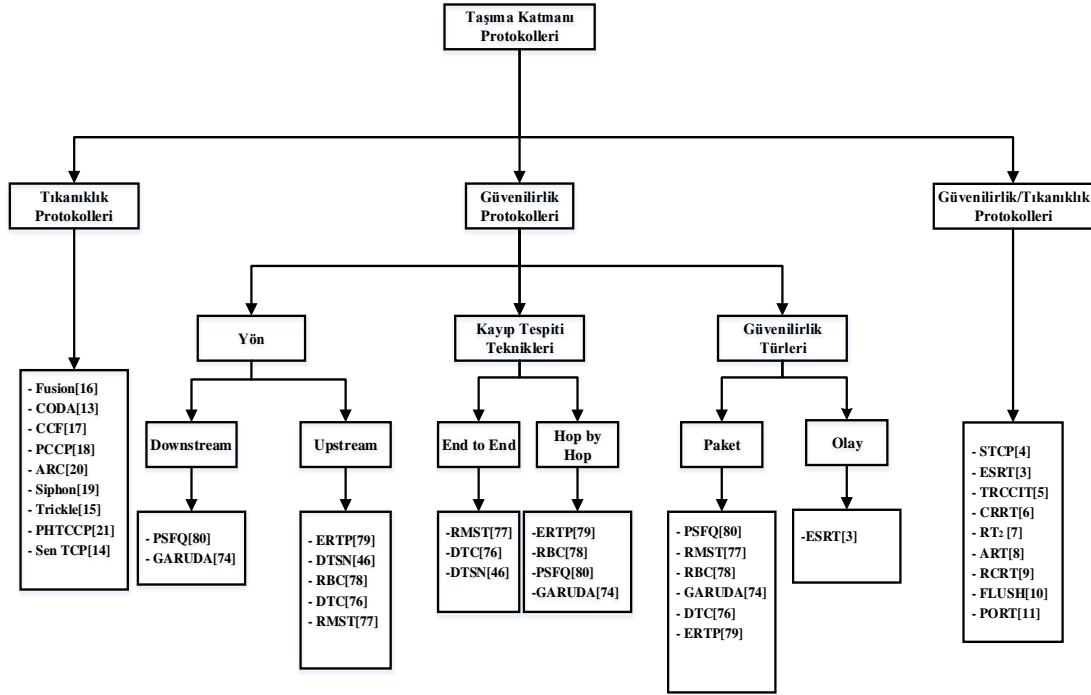 Taşıma Katmanı
Protokolleri
Tıkanıklık
Protokolleri
Güvenilirlik
Protokolleri
Güvenilirlik/Tıkanıklık
Protokolleri
Yön
Kayıp Tespiti
Teknikleri
Güvenilirlik
Türleri
- Fusion[16]
- CODA[13]
- CCF[17]
- PCCP[18]
- ARC[20]
- Siphon[19]
- Trickle[15]
- PHTCCP[21]
- Sen TCP[14]
Downstream
Upstream
End to End
Hop by
Hop
Paket
Olay
- PSFQ[80]
- GARUDA[74]
- ERTP[79]
- DTSN[46]
- RBC[78]
- DTC[76]
- RMST[77]
-RMST[77]
-DTC[76]
-DTSN[46]
-ERTP[79]
-RBC[78]
-PSFQ[80]
-GARUDA[74]
- PSFQ[80]
- RMST[77]
- RBC[78]
- GARUDA[74]
- DTC[76]
- ERTP[79]
-ESRT[3]
- STCP[4]
- ESRT[3]
- TRCCIT[5]
- CRRT[6]
- RT2 [7]
- ART[8]
- RCRT[9]
- FLUSH[10]
- PORT[11]